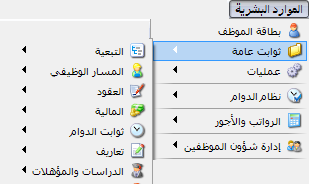 الموارد البشرية
بطاقة الموظف
ثوابت عامة
عمليات
نظام الدوام
الرواتب والأجور
إدارة شؤون الموظفين
التبعية
المسار الوظيفي
العقود
المالية
ثوابت الدوام
تعاريف
الدراسات والمؤهلات